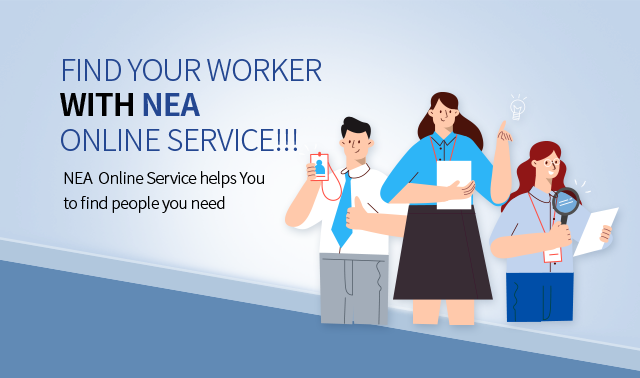 FIND YOUR WORKER
WITH NEA
ONLINE SERVICE!!!
NEA Online Service helps You
to find people you need